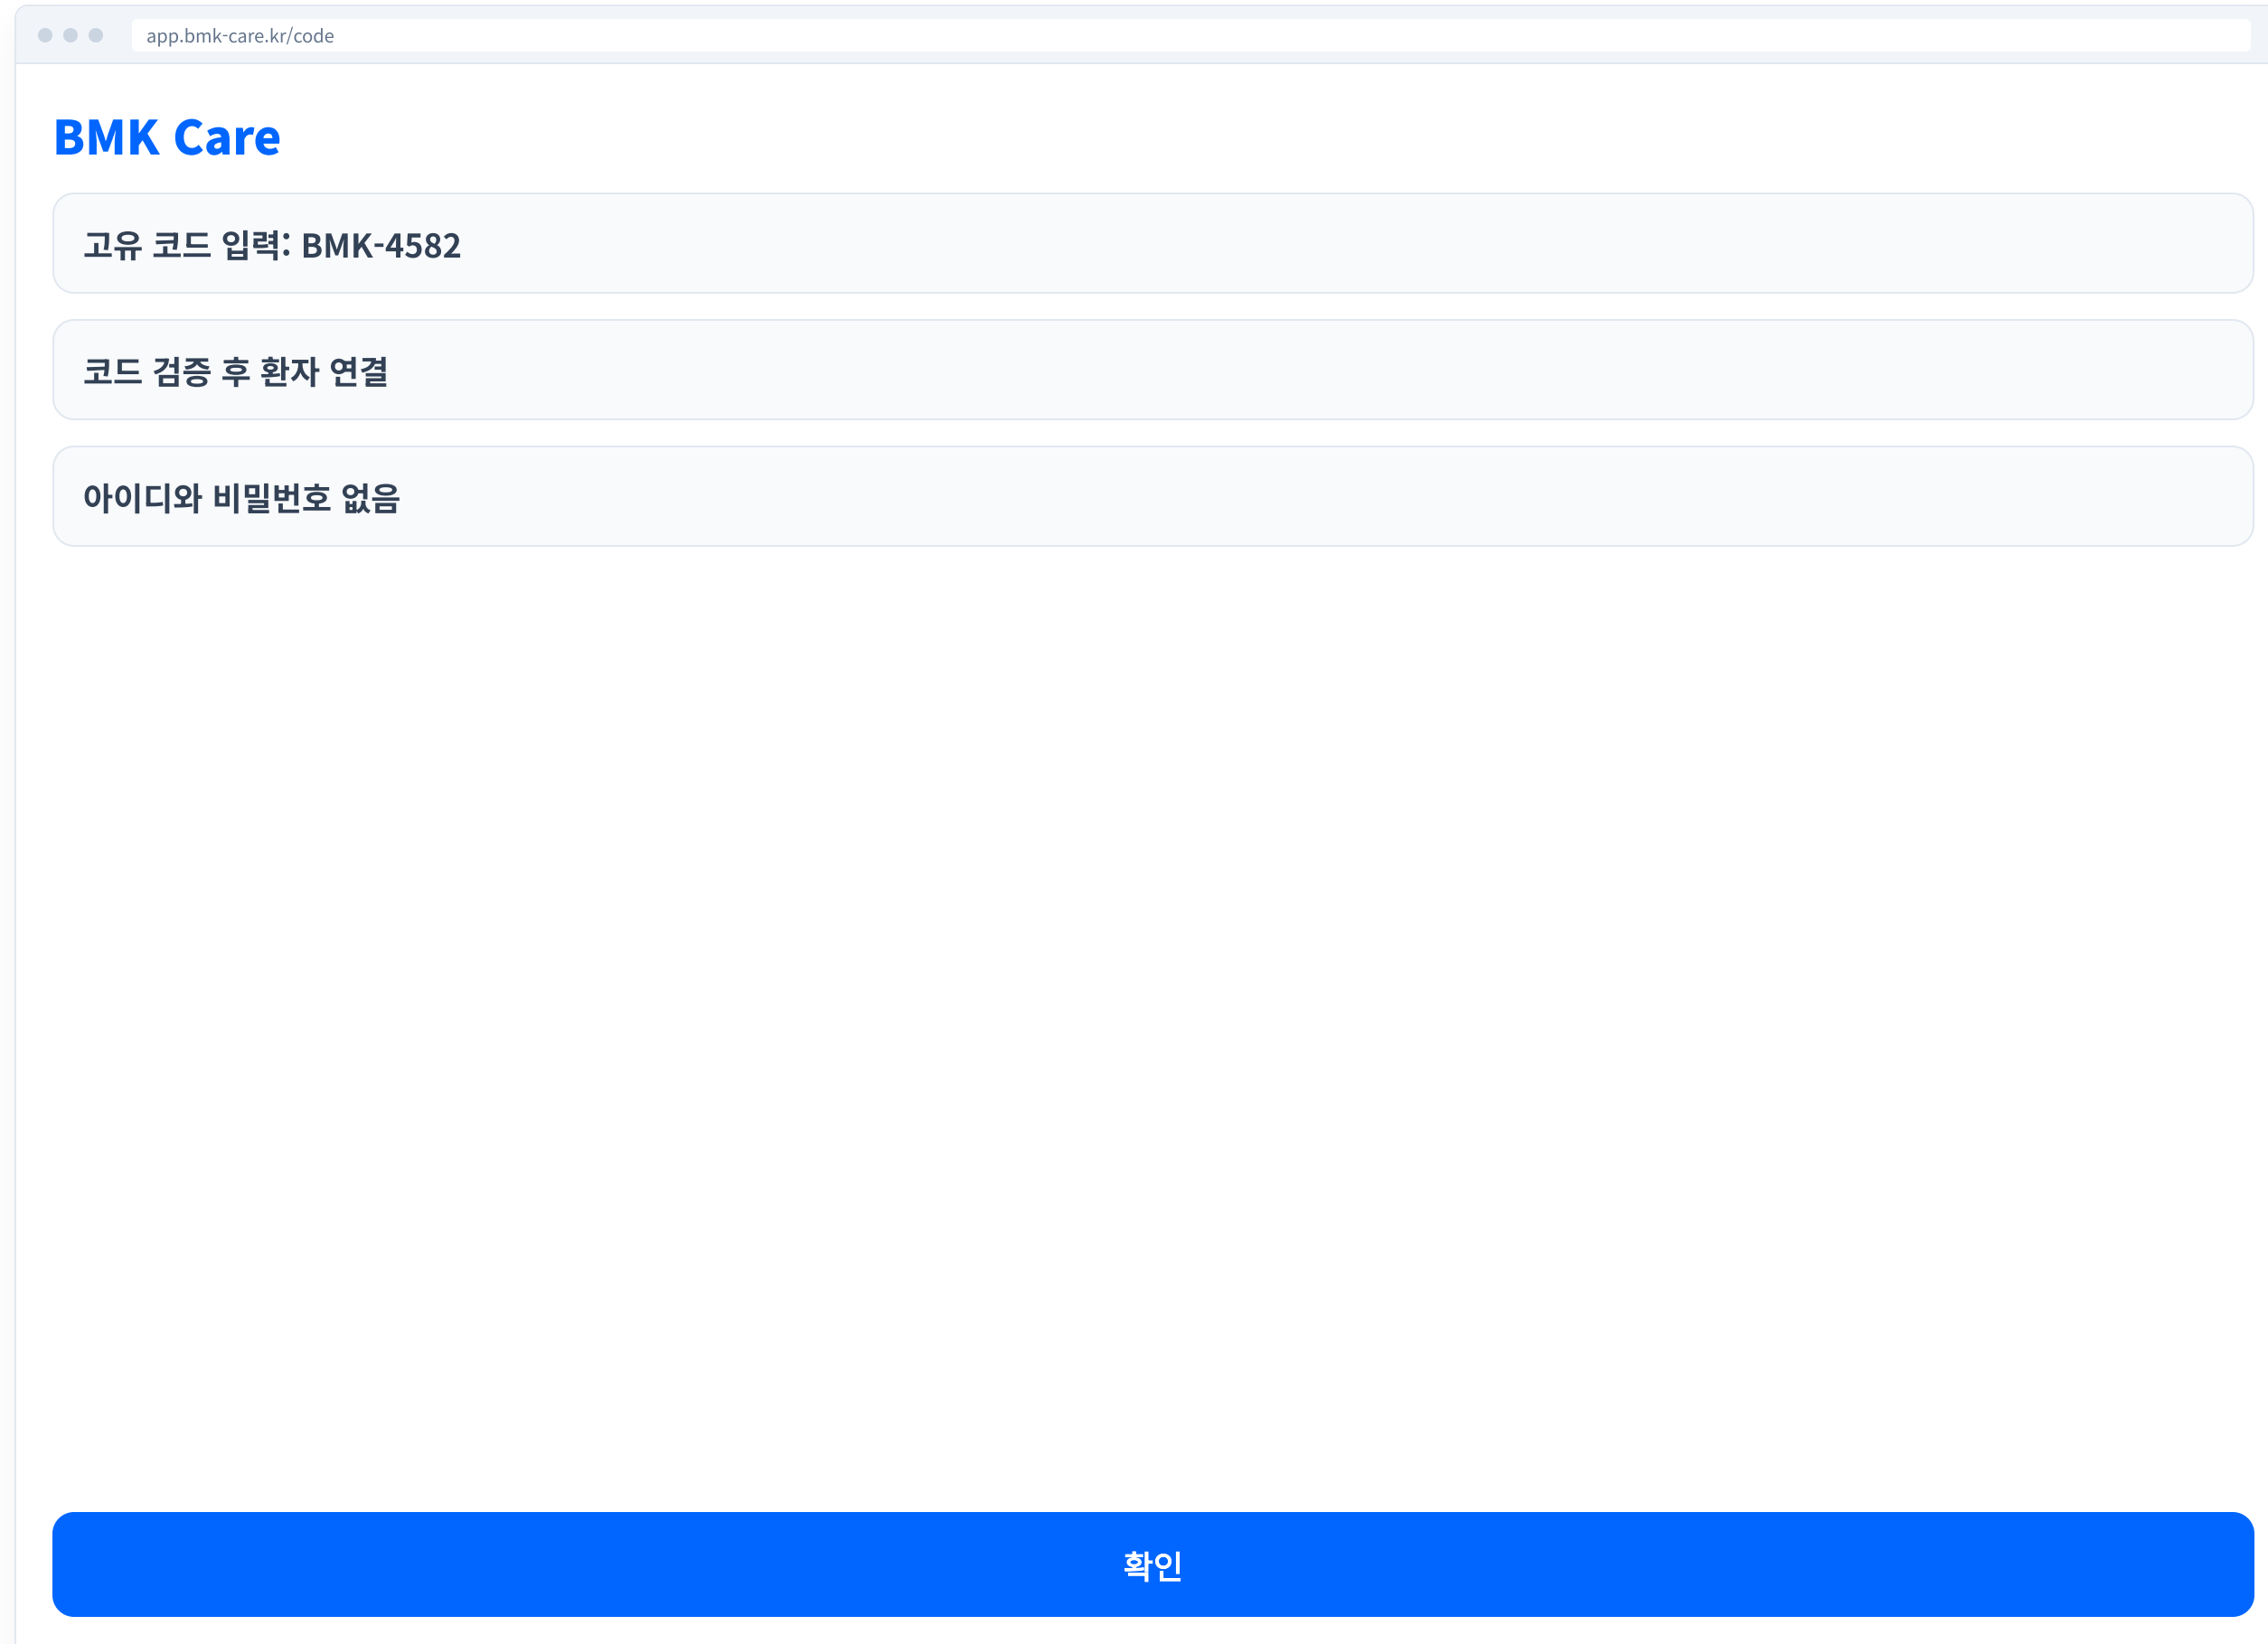 app.bmk-care.kr/code
BMK Care
고유 코드 입력: BMK-4582
코드 검증 후 환자 연결
아이디와 비밀번호 없음
확인